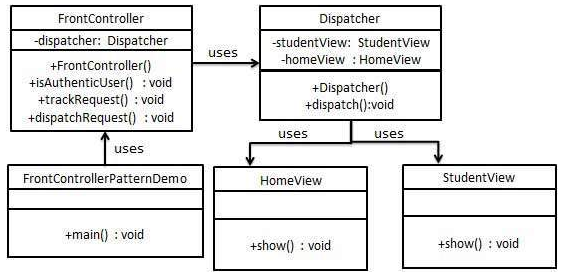 FrontController
-dispatcher: Dispatcher
+FrontController()
+isAuthenticUser() : void
+trackRequest() : void
+dispatchRequest() : void
uses
Dispatcher
-studentView: StudentView
-homeView : HomeView
+Dispatcher()
+dispatch():void
uses
uses
uses
FrontControllerPatternDemo
+main() : void
HomeView
+show() : void
StudentView
+show() : void